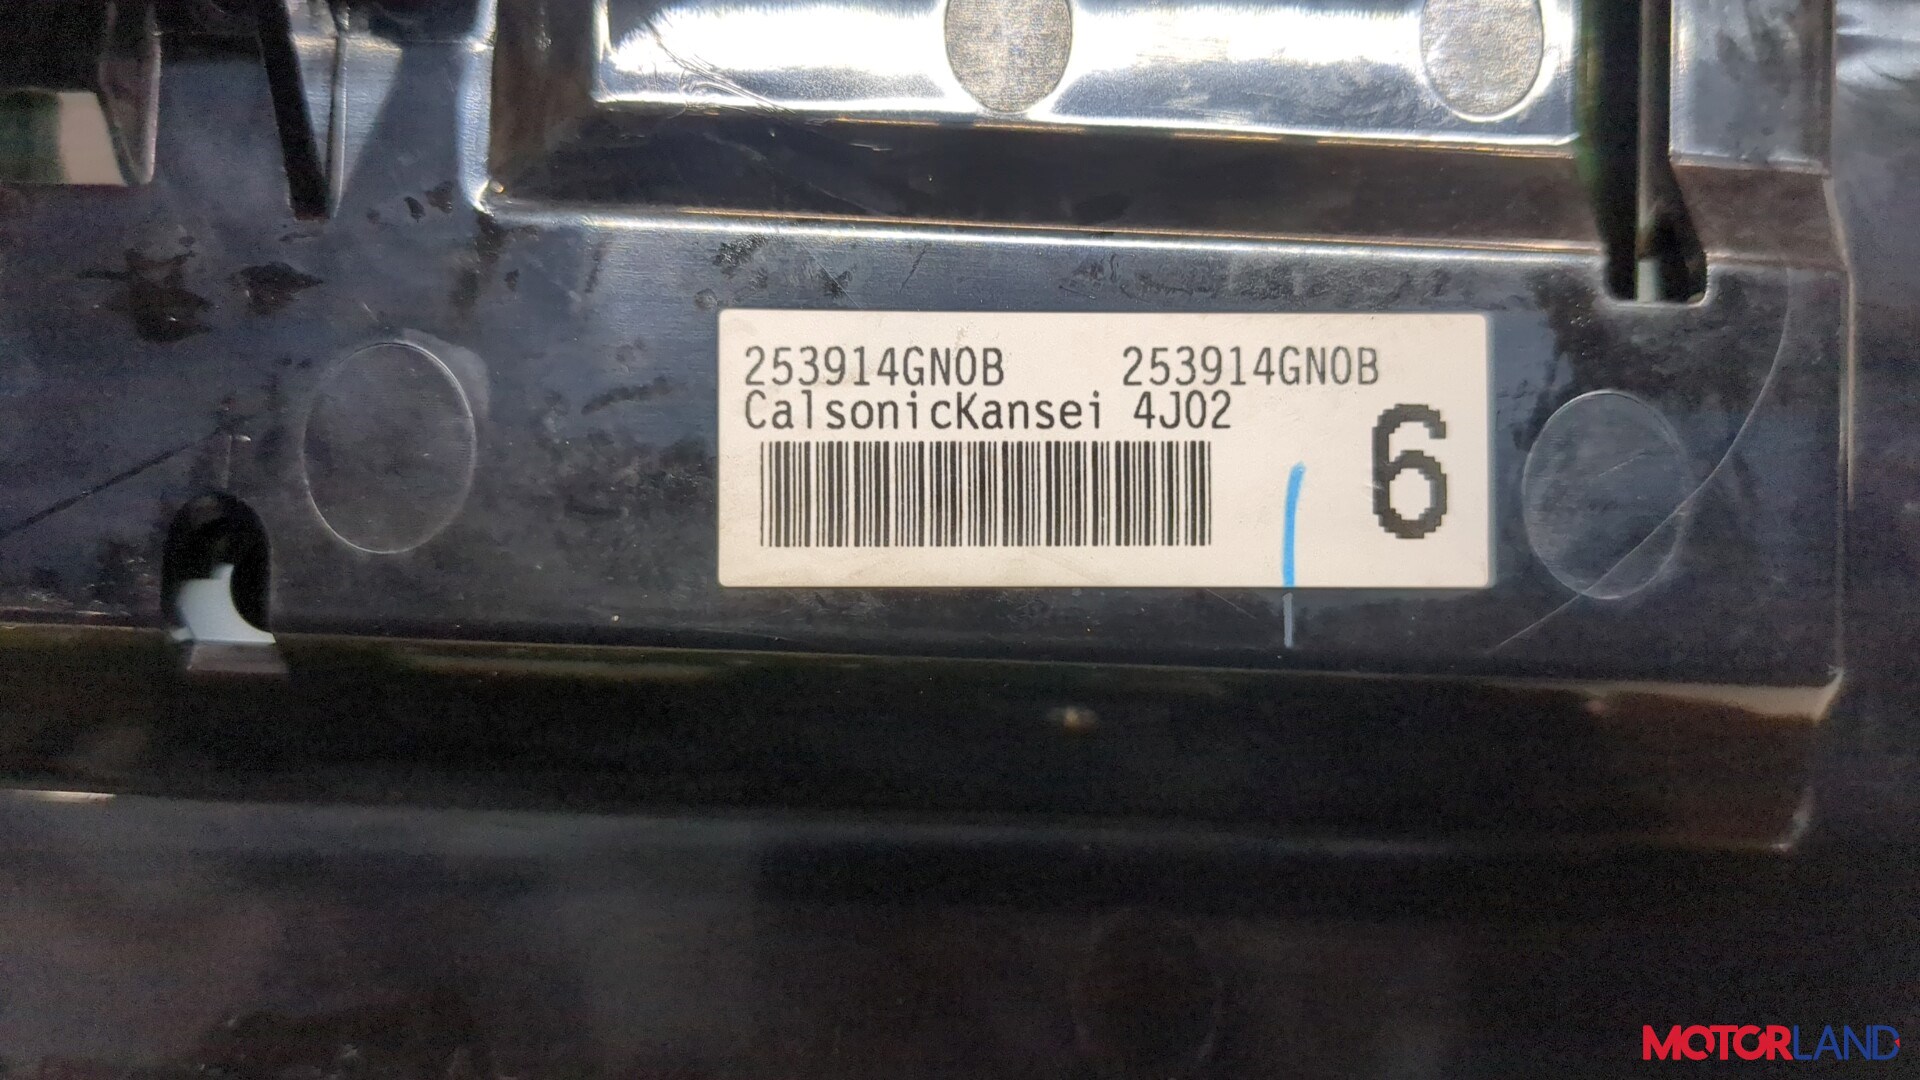 253914GN0B 253914GN0B
CalsonicKansei 4J02
6
MOTORLAND